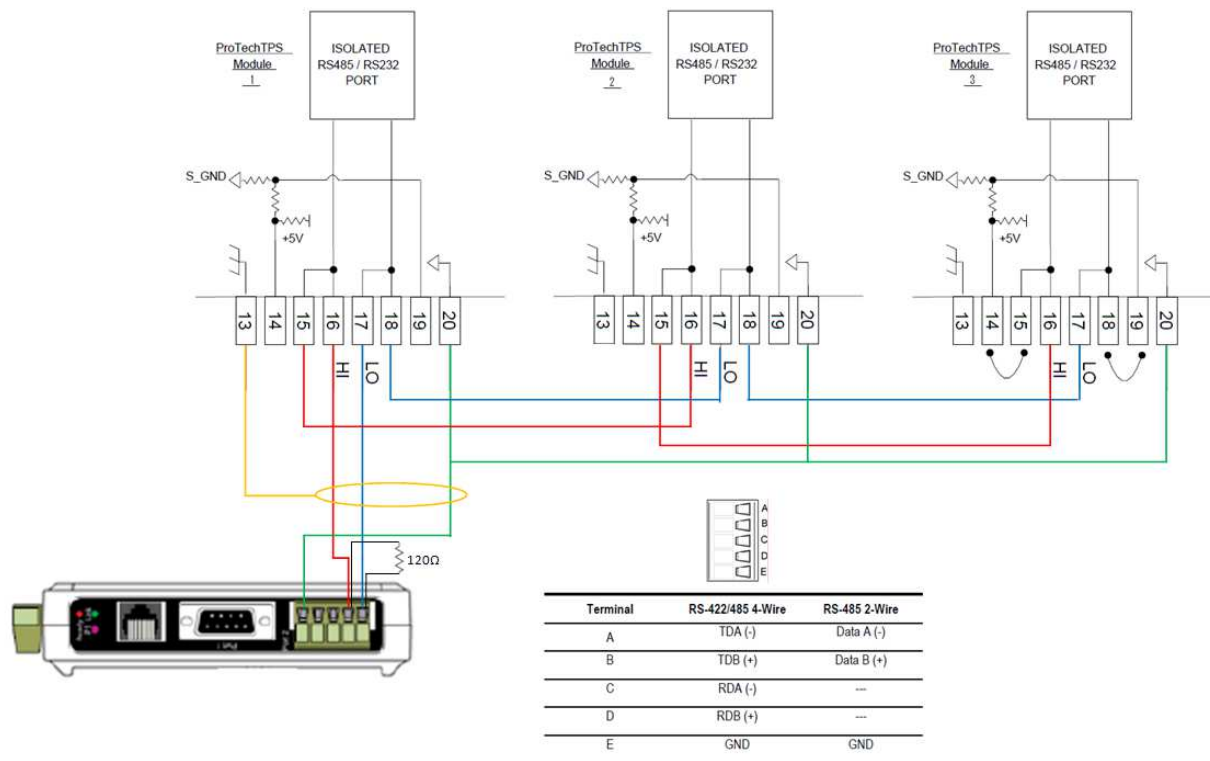 ProTechTPS
Module
1
ISOLATED
RS485 / RS232
PORT
ProTechTPS
Module
2
ISOLATED
RS485 / RS232
PORT
ProTechTPS
Module
3
ISOLATED
RS485 / RS232
PORT
S_GND
S_GND
S_GND
+5V
+5V
+5V
13 14 15 16 17 18 19 20
13 14 15 16 17 18 19 20
13 14 15 16 17 18 19 20
HI LO
HI LO
HI LO
120Ω
A
B
C
D
E
Terminal RS-422/485 4-Wire RS-485 2-Wire
A TDA (-) Data A (-)
B TDB (+) Data B (+)
C RDA (-) ---
D RDB (+) ---
E GND GND